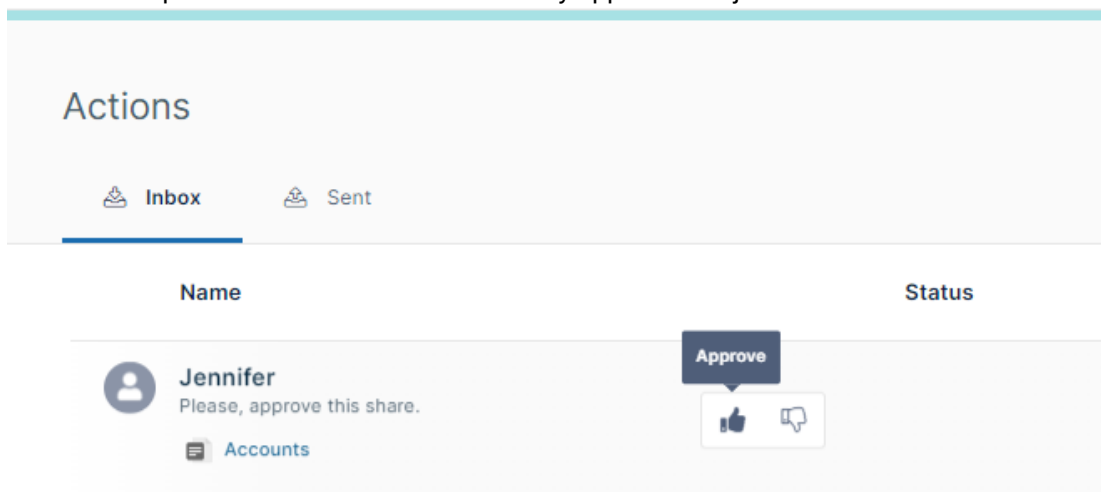 Actions
Inbox Sent
Name Status
Approve
Jennifer
Please, approve this share.
Accounts